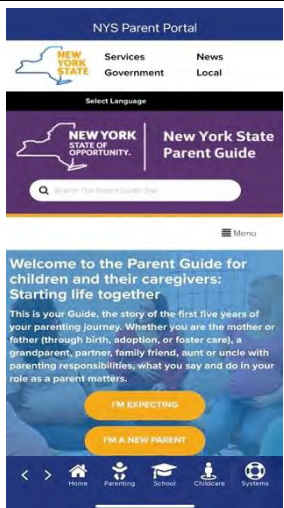 NYS Parent Portal
NEW YORK STATE
Services News
Government Local
Select Language
NEW YORK
STATE OF
OPPORTUNITY.
New York State
Parent Guide
Search The Parent Guide Site
Menu
Welcome to the Parent Guide for
children and their caregivers:
Starting life together
This is your Guide, the story of the first five years of
your parenting journey. Whether you are the mother or
father (through birth, adoption, or foster care), a
grandparent, partner, family friend, aunt or uncle with
parenting responsibilities, what you say and do in your
role as a parent matters.
I'M EXPECTING
I'M A NEW PARENT
Home Parenting School Childcare Systems